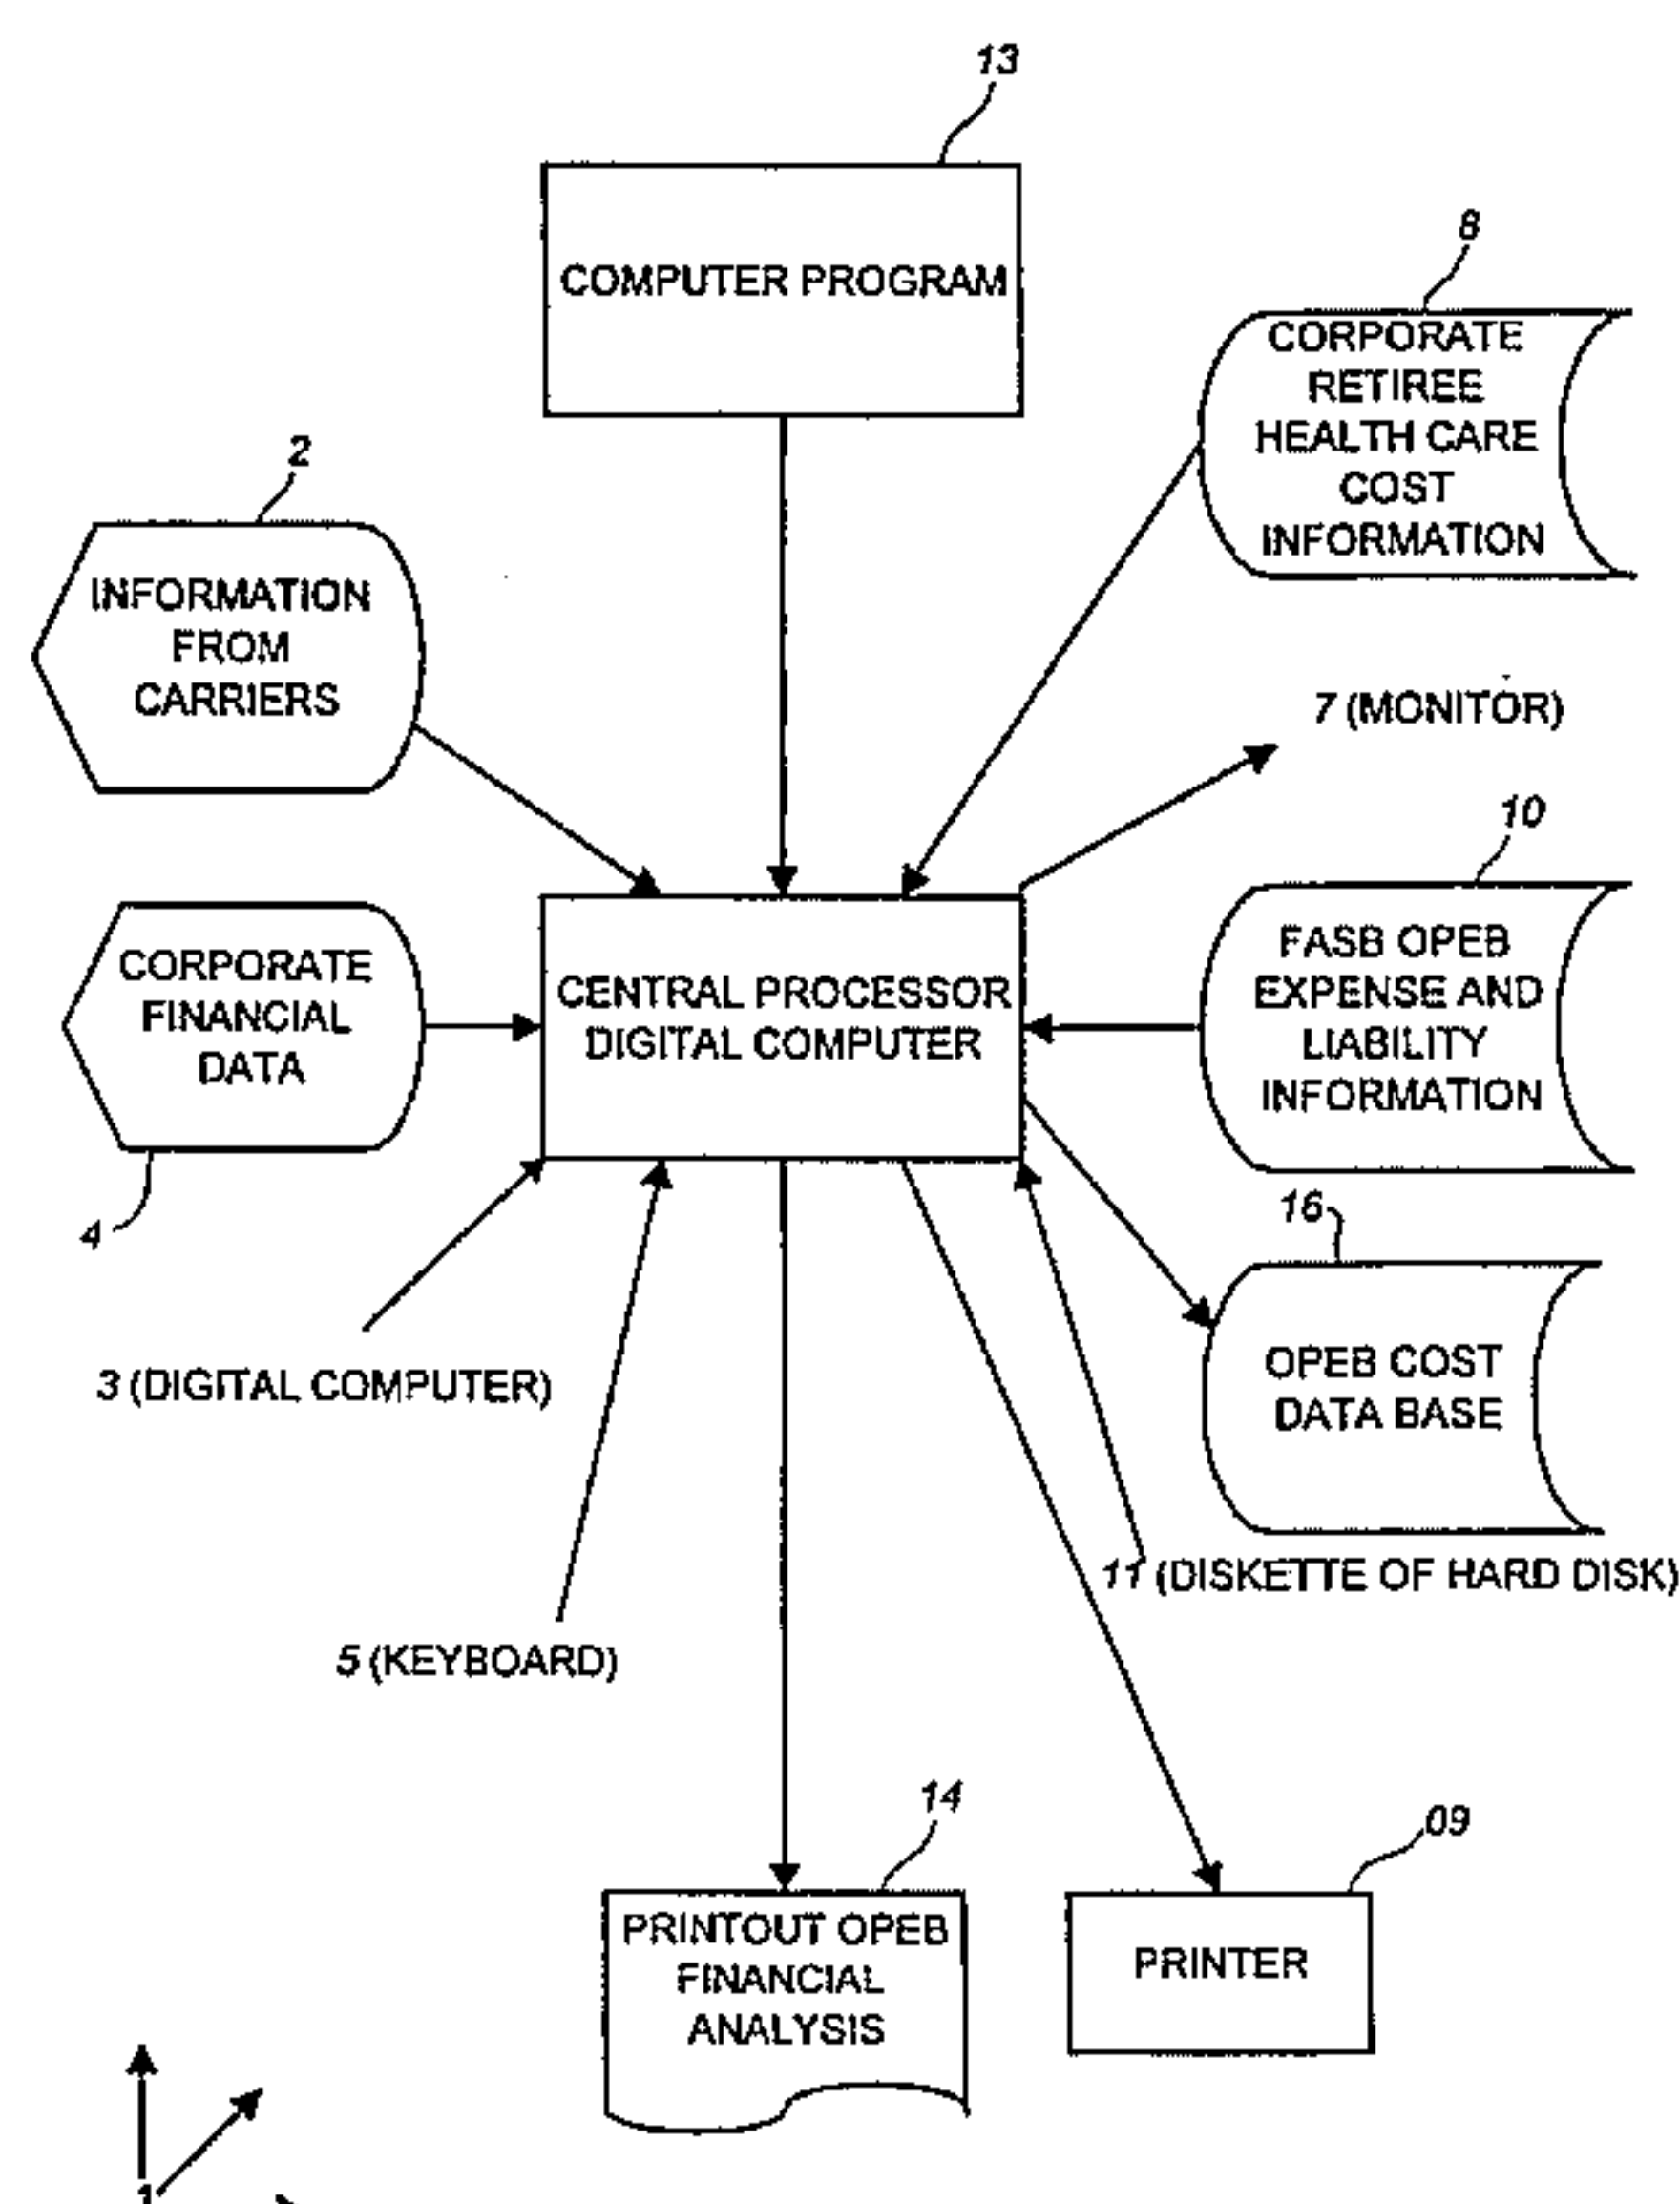 13
COMPUTER PROGRAM
8
CORPORATE
RETIREE
HEALTH CARE
COST
INFORMATION
2
INFORMATION
FROM
CARRIERS
7 (MONITOR)
10
FASB OPEB
EXPENSE AND
LIABILITY
INFORMATION
CORPORATE
FINANCIAL
DATA
4
CENTRAL PROCESSOR
DIGITAL COMPUTER
16
OPEB COST
DATA BASE
3 (DIGITAL COMPUTER)
11 (DISKETTE OF HARD DISK)
5 (KEYBOARD)
14
PRINTOUT OPEB
FINANCIAL
ANALYSIS
09
PRINTER
1